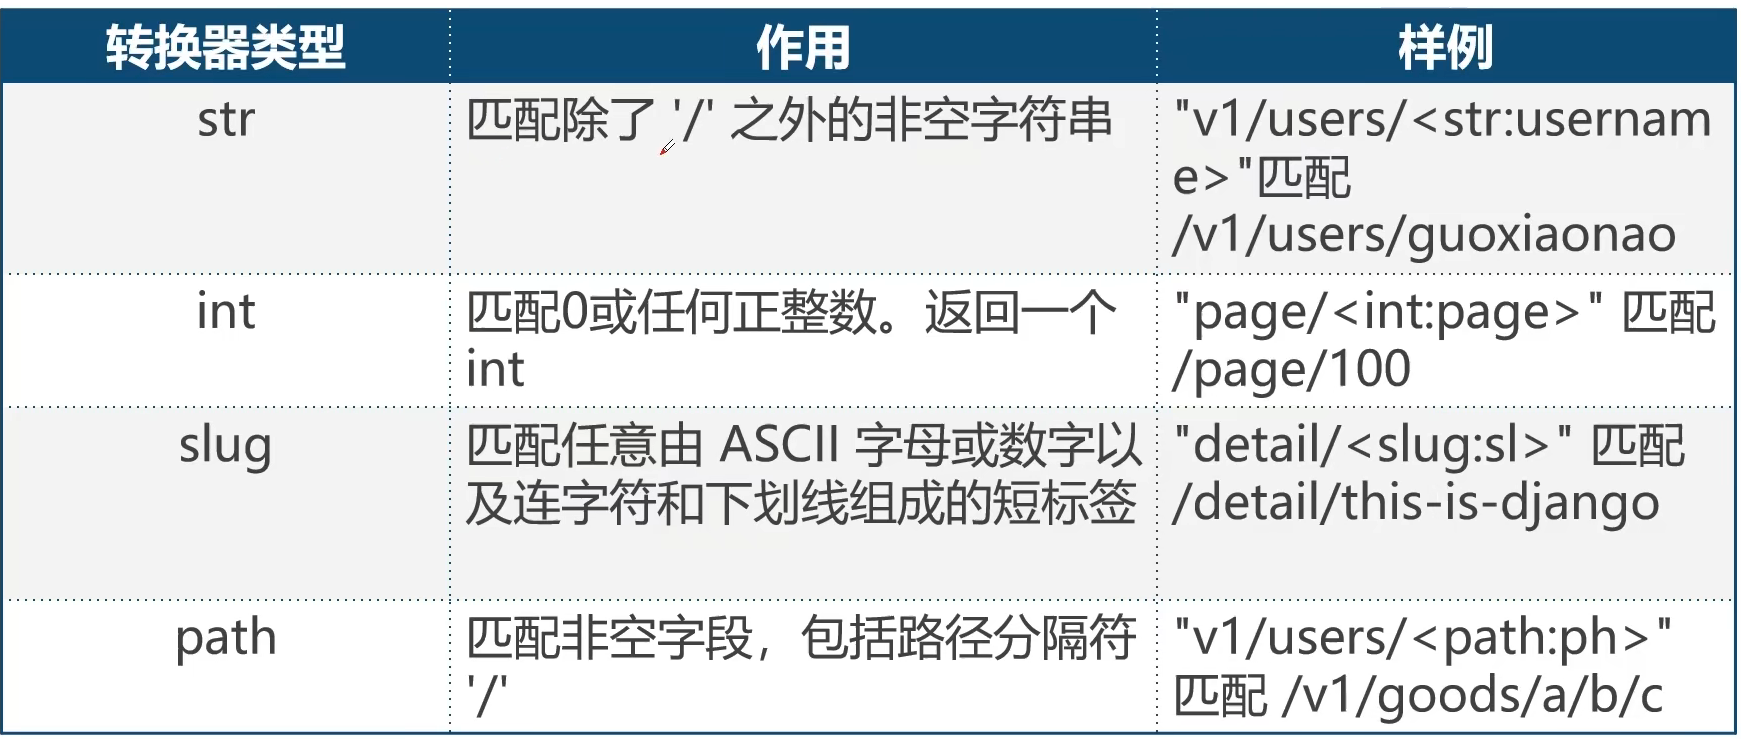 转换器类型
作用
样例
str
匹配除了 '/' 之外的非空字符串
"v1/users/<str:usernam
e>"匹配
/v1/users/guoxiaonao
int
匹配0或任何正整数。返回一个
int
"page/<int:page>" 匹配
/page/100
slug
匹配任意由 ASCII 字母或数字以
及连字符和下划线组成的短标签
"detail/<slug:sl>" 匹配
/detail/this-is-django
path
匹配非空字段，包括路径分隔符
'/'
"v1/users/<path:ph>"
匹配 /v1/goods/a/b/c